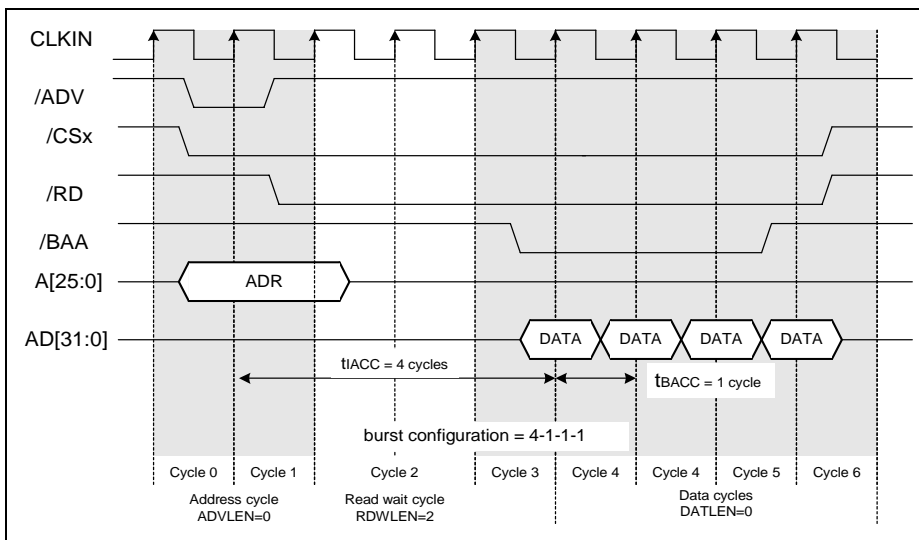 CLKIN
/ADV
/CSx
/RD
/BAA
A[25:0]
ADR
AD[31:0]
DATA DATA DATA DATA
tIACC = 4 cycles
tBACC = 1 cycle
burst configuration = 4-1-1-1
Cycle 0 Cycle 1 Cycle 2 Cycle 3 Cycle 4 Cycle 4 Cycle 5 Cycle 6
Address cycle Read wait cycle Data cycles
ADVLEN=0 RDWLEN=2 DATLEN=0